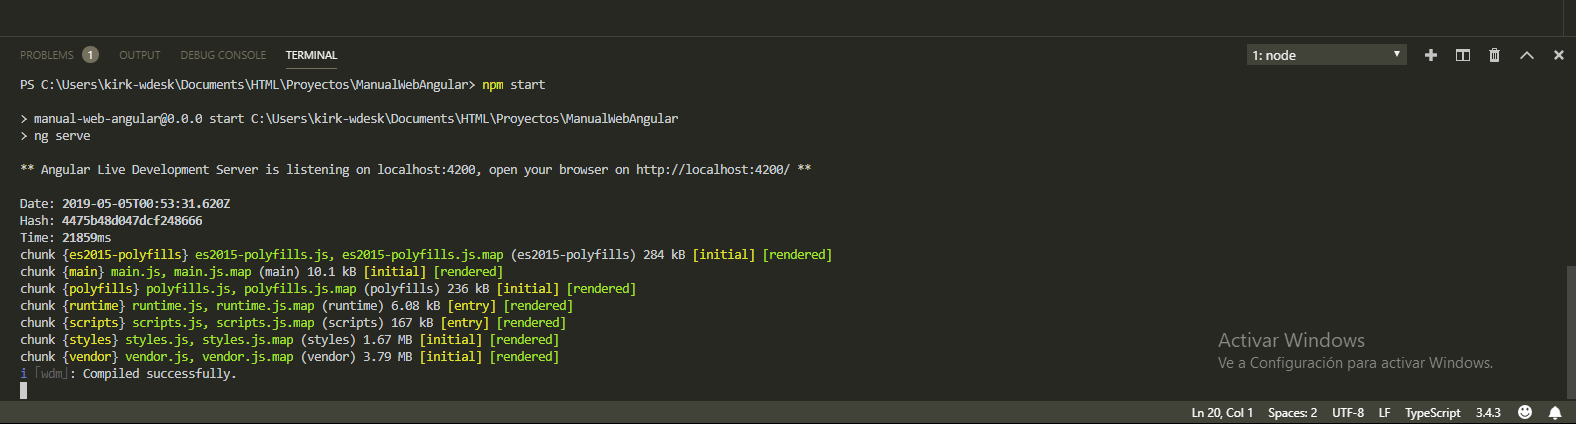 PROBLEMS 1 OUTPUT DEBUG CONSOLE TERMINAL 1: node
PS C:\Users\kirk-wdesk\Documents\HTML\Proyectos\ManualWebAngular> npm start
> manual-web-angular@0.0.0 start C:\Users\kirk-wdesk\Documents\HTML\Proyectos\ManualWebAngular
> ng serve
** Angular Live Development Server is listening on localhost:4200, open your browser on http://localhost:4200/ **
Date: 2019-05-05T00:53:31.620Z
Hash: 4475b48d047dcf248666
Time: 21859ms
chunk {es2015-polyfills} es2015-polyfills.js, es2015-polyfills.js.map (es2015-polyfills) 284 kB [initial] [rendered]
chunk {main} main.js, main.js.map (main) 10.1 kB [initial] [rendered]
chunk {polyfills} polyfills.js, polyfills.js.map (polyfills) 236 kB [initial] [rendered]
chunk {runtime} runtime.js, runtime.js.map (runtime) 6.08 kB [entry] [rendered]
chunk {scripts} scripts.js, scripts.js.map (scripts) 167 kB [entry] [rendered]
chunk {styles} styles.js, styles.js.map (styles) 1.67 MB [initial] [rendered]
chunk {vendor} vendor.js, vendor.js.map (vendor) 3.79 MB [initial] [rendered]
i ｢wdm｣: Compiled successfully.
Activar Windows
Ve a Configuración para activar Windows.
Ln 20, Col 1 Spaces: 2 UTF-8 LF TypeScript 3.4.3